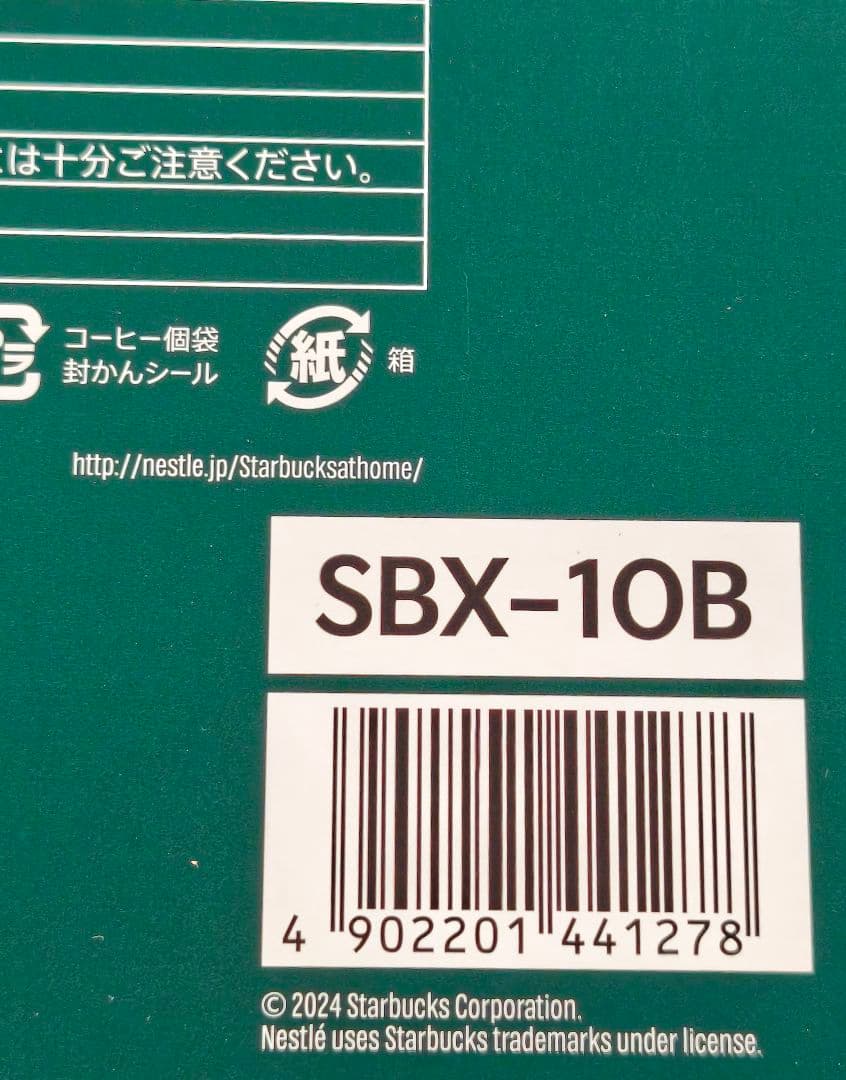 は十分ご注意ください。
コーヒー個袋
封かんシール
紙 箱
http://nestle.jp/Starbucksathome/
SBX-10B
4 902201 441278
© 2024 Starbucks Corporation.
Nestlé uses Starbucks trademarks under license.